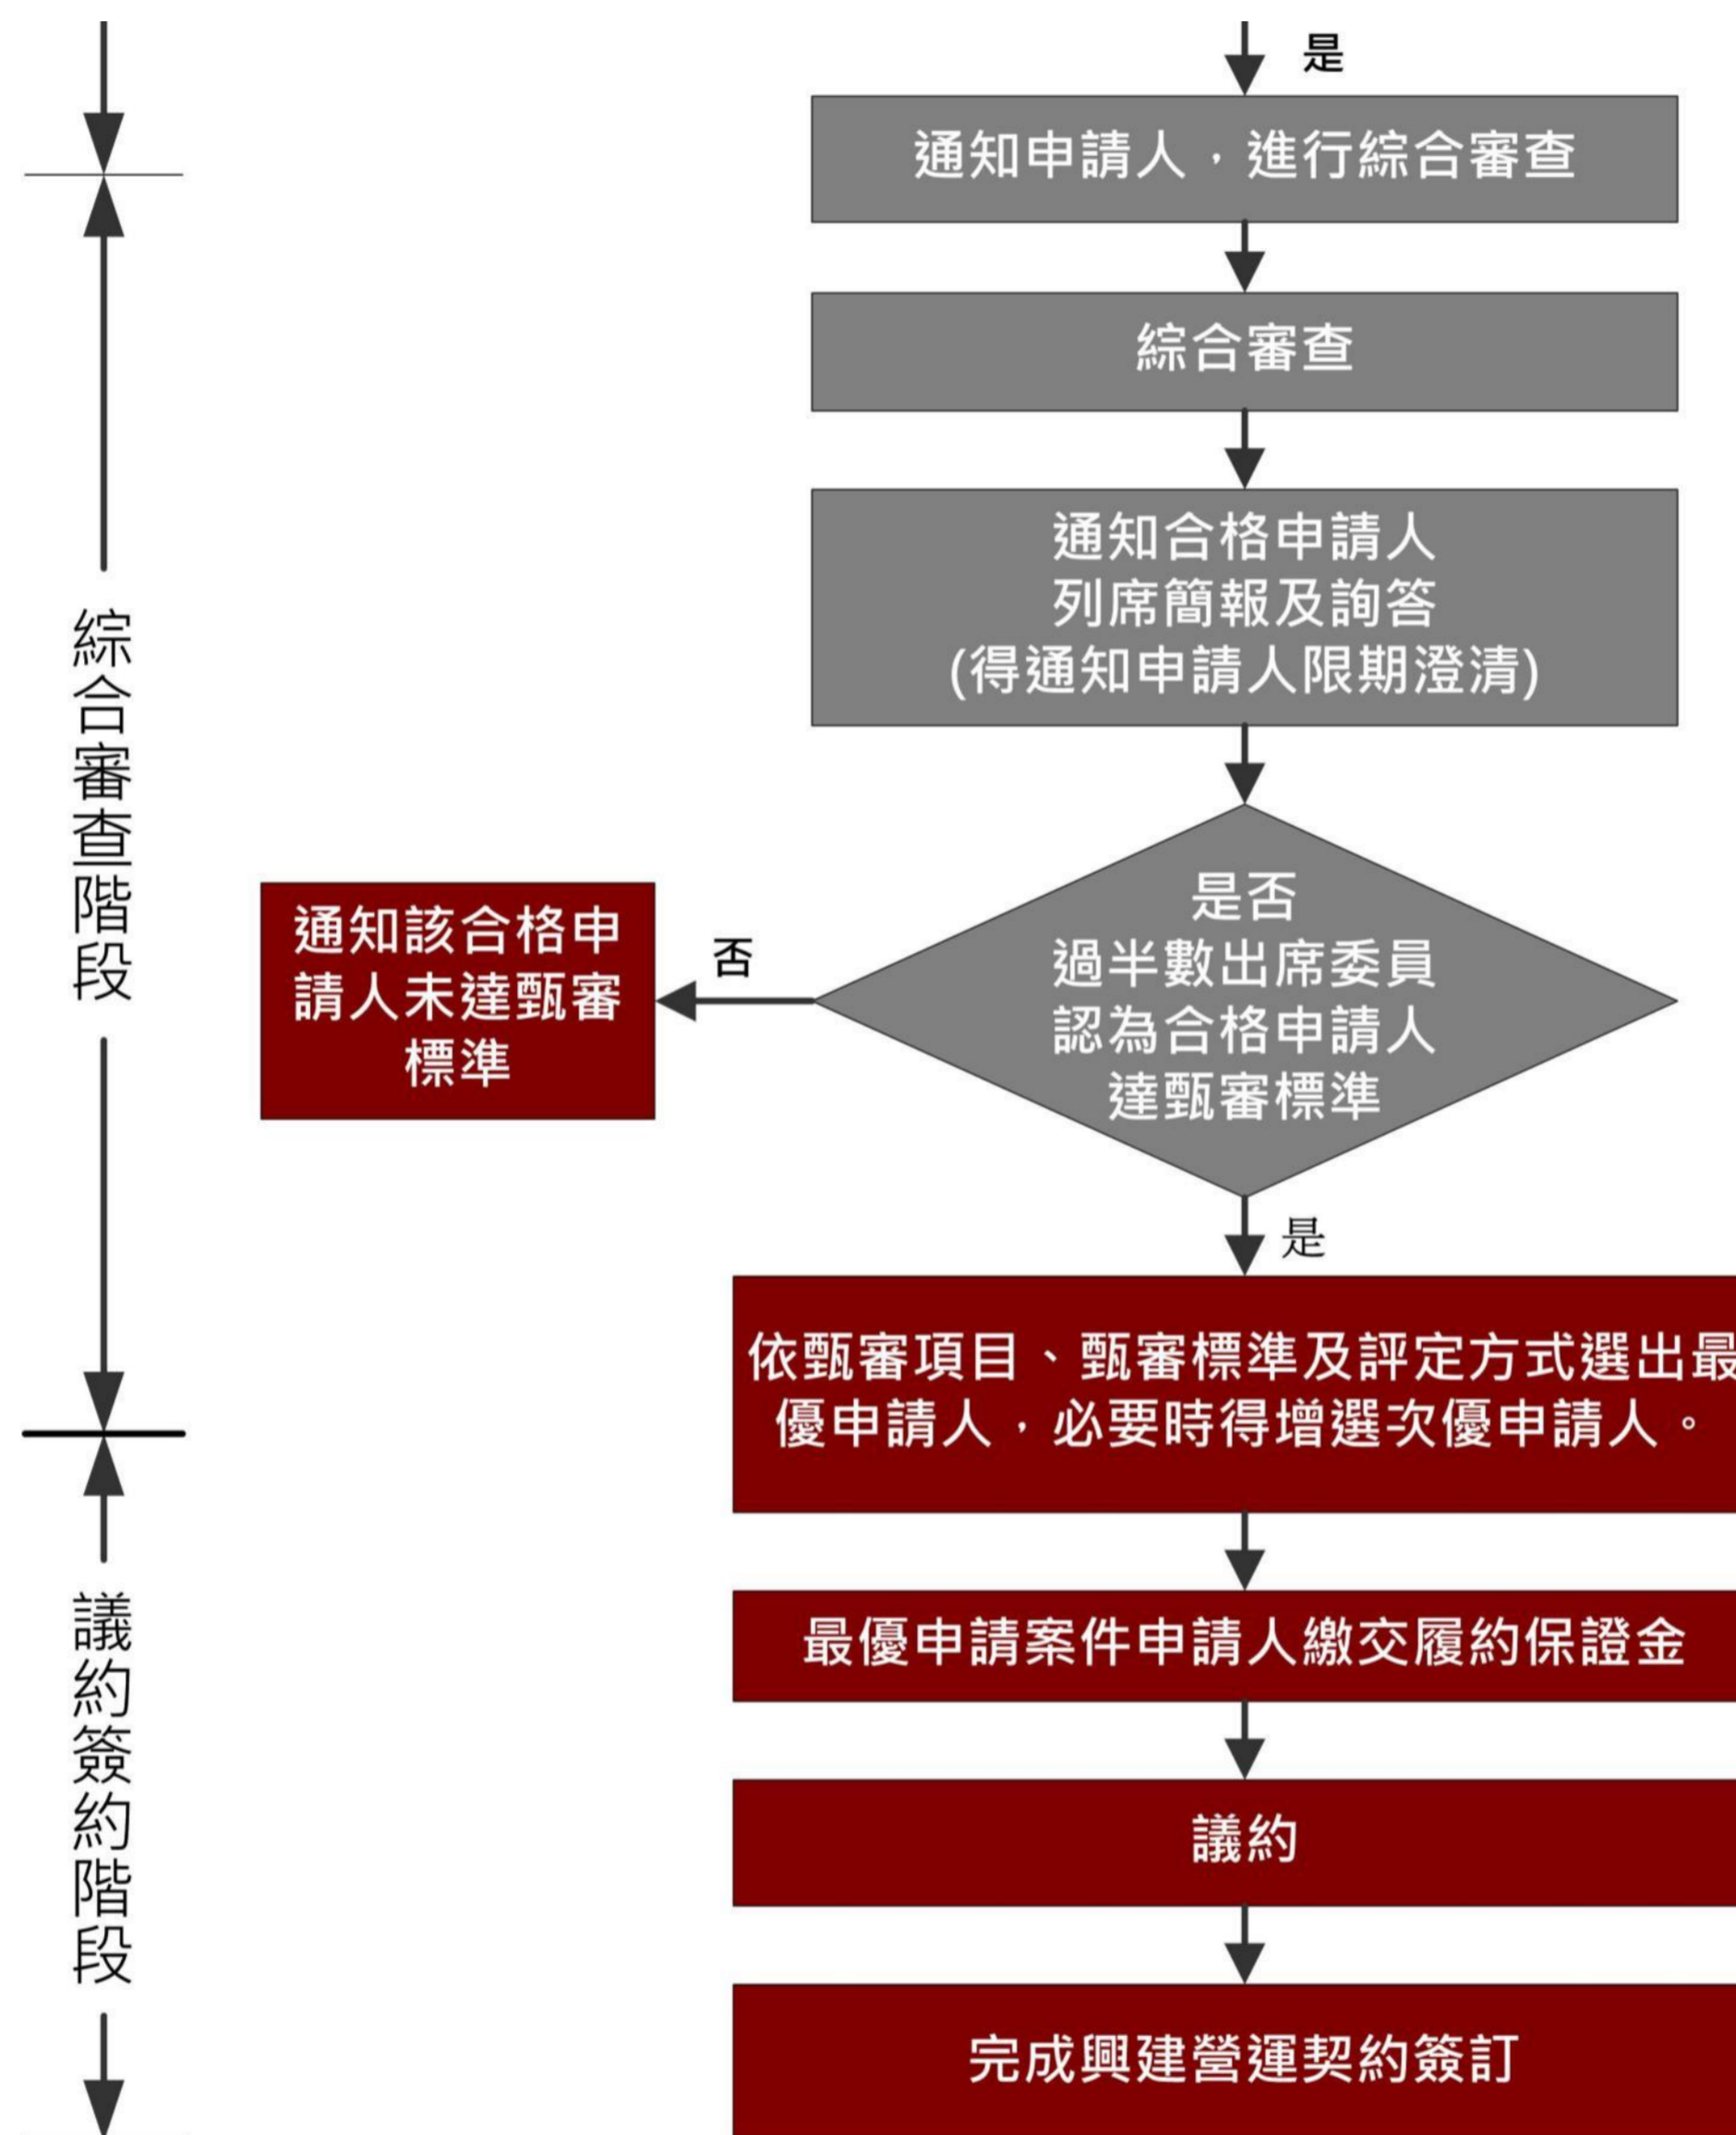 是
通知申請人，進行綜合審查
綜合審查
通知合格申請人
列席簡報及詢答
(得通知申請人限期澄清)
綜合審查階段
是否
過半數出席委員
認為合格申請人
達甄審標準
否
通知該合格申
請人未達甄審
標準
是
依甄審項目、甄審標準及評定方式選出最
優申請人，必要時得增選次優申請人。
最優申請案件申請人繳交履約保證金
議約簽約階段
議約
完成興建營運契約簽訂